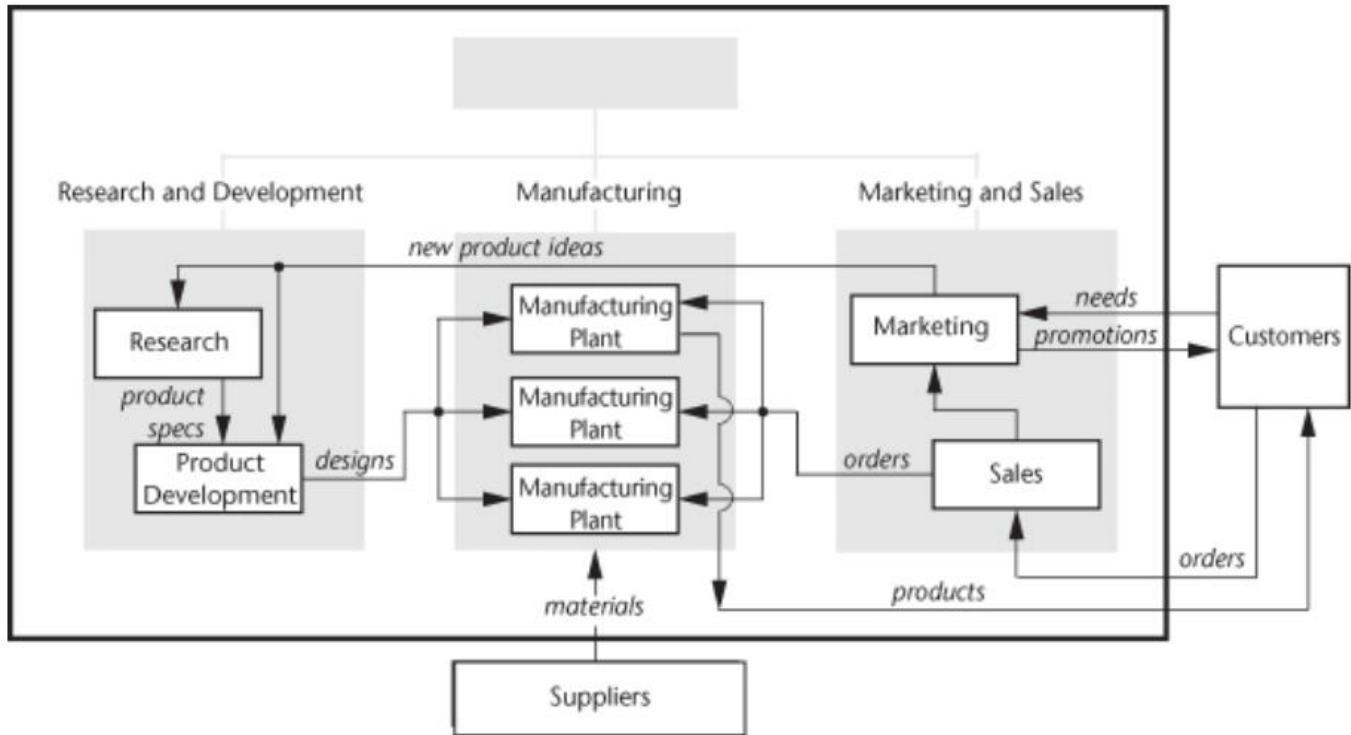 Research and Development
Manufacturing
Marketing and Sales
new product ideas
Manufacturing
Plant
needs
Marketing
promotions
Customers
Research
product
specs
Manufacturing
Plant
Product
Development
designs
orders
Sales
Manufacturing
Plant
orders
products
materials
Suppliers